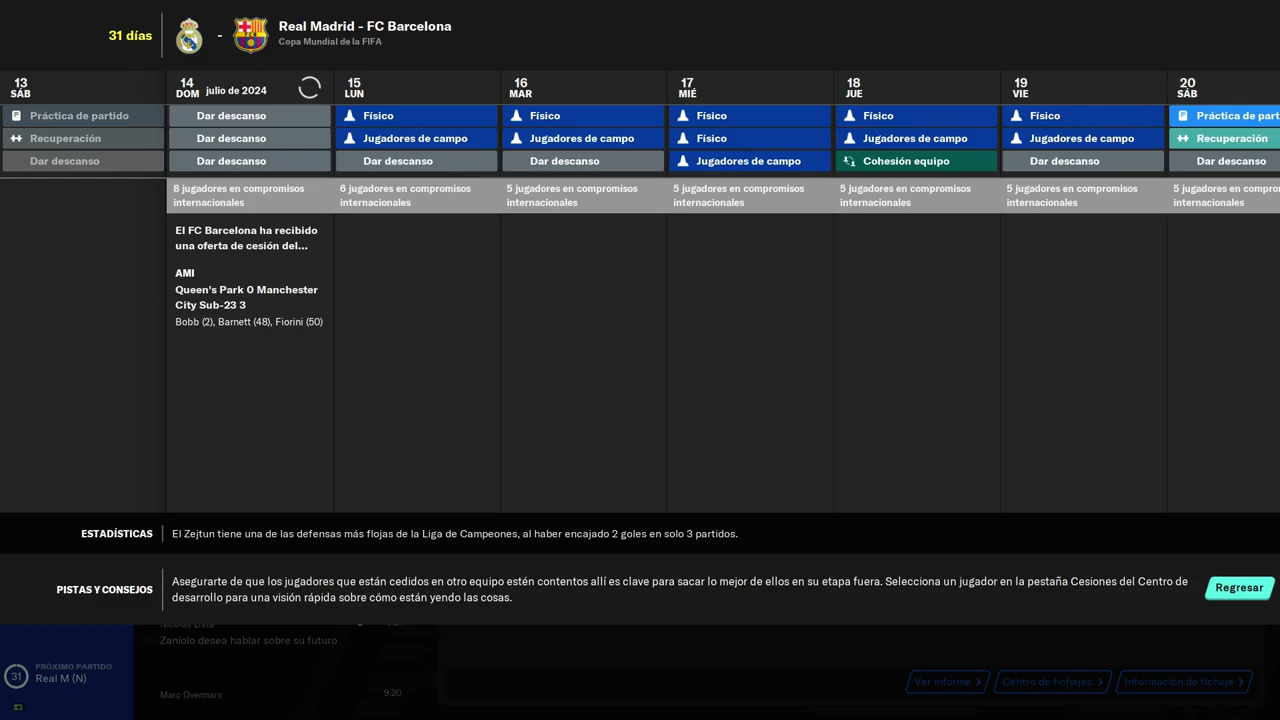 31 días
-
Real Madrid - FC Barcelona
Copa Mundial de la FIFA
13
SÁB
14
DOM julio de 2024
15
LUN
16
MAR
17
MIÉ
18
JUE
19
VIE
20
SÁB
Práctica de partido
Dar descanso
Físico
Físico
Físico
Físico
Físico
Práctica de part
Recuperación
Dar descanso
Jugadores de campo
Jugadores de campo
Físico
Jugadores de campo
Jugadores de campo
Recuperación
Dar descanso
Dar descanso
Dar descanso
Dar descanso
Jugadores de campo
Cohesión equipo
Dar descanso
Dar descanso
8 jugadores en compromisos
internacionales
6 jugadores en compromisos
internacionales
5 jugadores en compromisos
internacionales
5 jugadores en compromisos
internacionales
5 jugadores en compromisos
internacionales
5 jugadores en compromisos
internacionales
5 jugadores en compro
internacionales
El FC Barcelona ha recibido
una oferta de cesión del...
AMI
Queen's Park 0 Manchester
City Sub-23 3
Bobb (2), Barnett (48), Fiorini (50)
ESTADÍSTICAS
El Zejtun tiene una de las defensas más flojas de la Liga de Campeones, al haber encajado 2 goles en solo 3 partidos.
PISTAS Y CONSEJOS
Asegurarte de que los jugadores que están cedidos en otro equipo estén contentos allí es clave para sacar lo mejor de ellos en su etapa fuera. Selecciona un jugador en la pestaña Cesiones del Centro de
desarrollo para una visión rápida sobre cómo están yendo las cosas.
Regresar
Zaniolo desea hablar sobre su futuro
31
PRÓXIMO PARTIDO
Real M (N)
Marc Overmars
9:20
Ver informe
Centro de fichajes
Información de fichaje